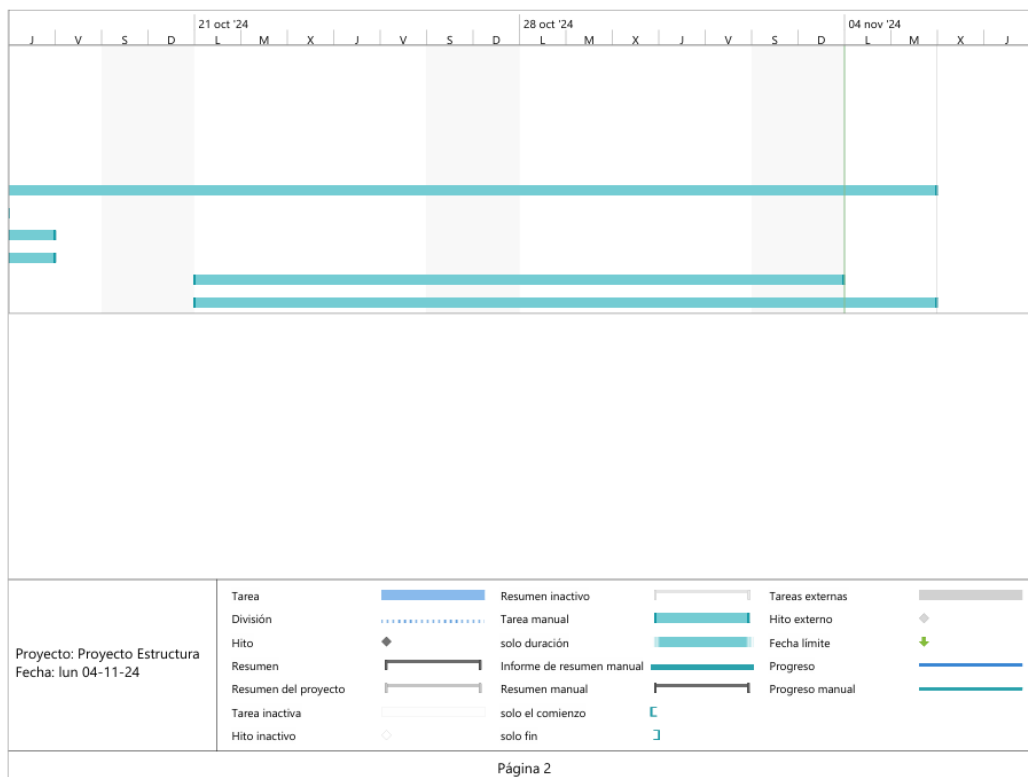 21 oct '24 28 oct '24 04 nov '24
J V S D L M X J V S D L M X J V S D L M X J
Proyecto: Proyecto Estructura
Fecha: lun 04-11-24
Tarea Resumen inactivo Tareas externas
División Tarea manual Hito externo
Hito solo duración Fecha límite
Resumen Informe de resumen manual Progreso
Resumen del proyecto Resumen manual Progreso manual
Tarea inactiva solo el comienzo
Hito inactivo solo fin
Página 2